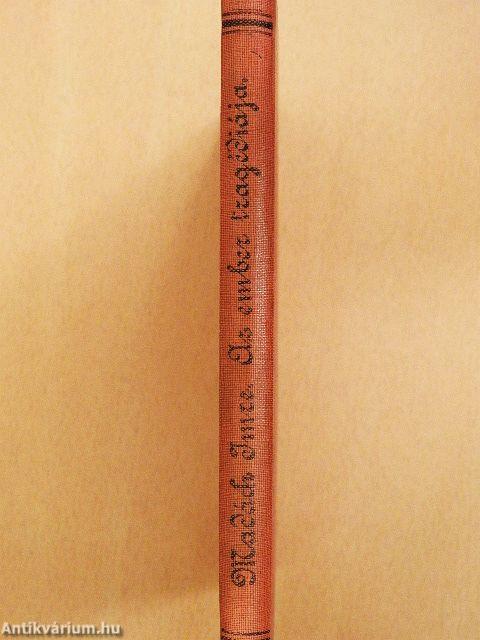 Madách Imre. Az ember tragédiája.
Antikvárium.hu